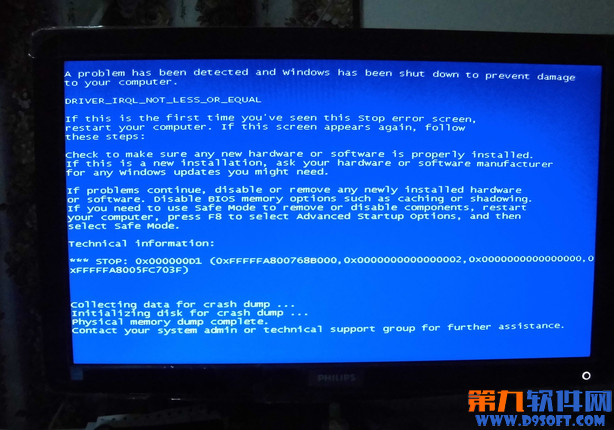 A problem has been detected and Windows has been shut down to prevent damage
to your computer.
DRIVER_IRQL_NOT_LESS_OR_EQUAL
If this is the first time you've seen this Stop error screen,
restart your computer. If this screen appears again, follow
these steps:
Check to make sure any new hardware or software is properly installed.
If this is a new installation, ask your hardware or software manufacturer
for any Windows updates you might need.
If problems continue, disable or remove any newly installed hardware
or software. Disable BIOS memory options such as caching or shadowing.
If you need to use Safe Mode to remove or disable components, restart
your computer, press F8 to select Advanced Startup Options, and then
select Safe Mode.
Technical information:
*** STOP: 0x000000D1 (0xFFFFFA800768B000,0x0000000000000002,0x0000000000000000,0
xFFFFFA8005FC703F)
Collecting data for crash dump ...
Initializing disk for crash dump ...
Physical memory dump complete.
Contact your system admin or technical support group for further assistance.
PHILIPS
第九软件网
WWW.D9SOFT.COM